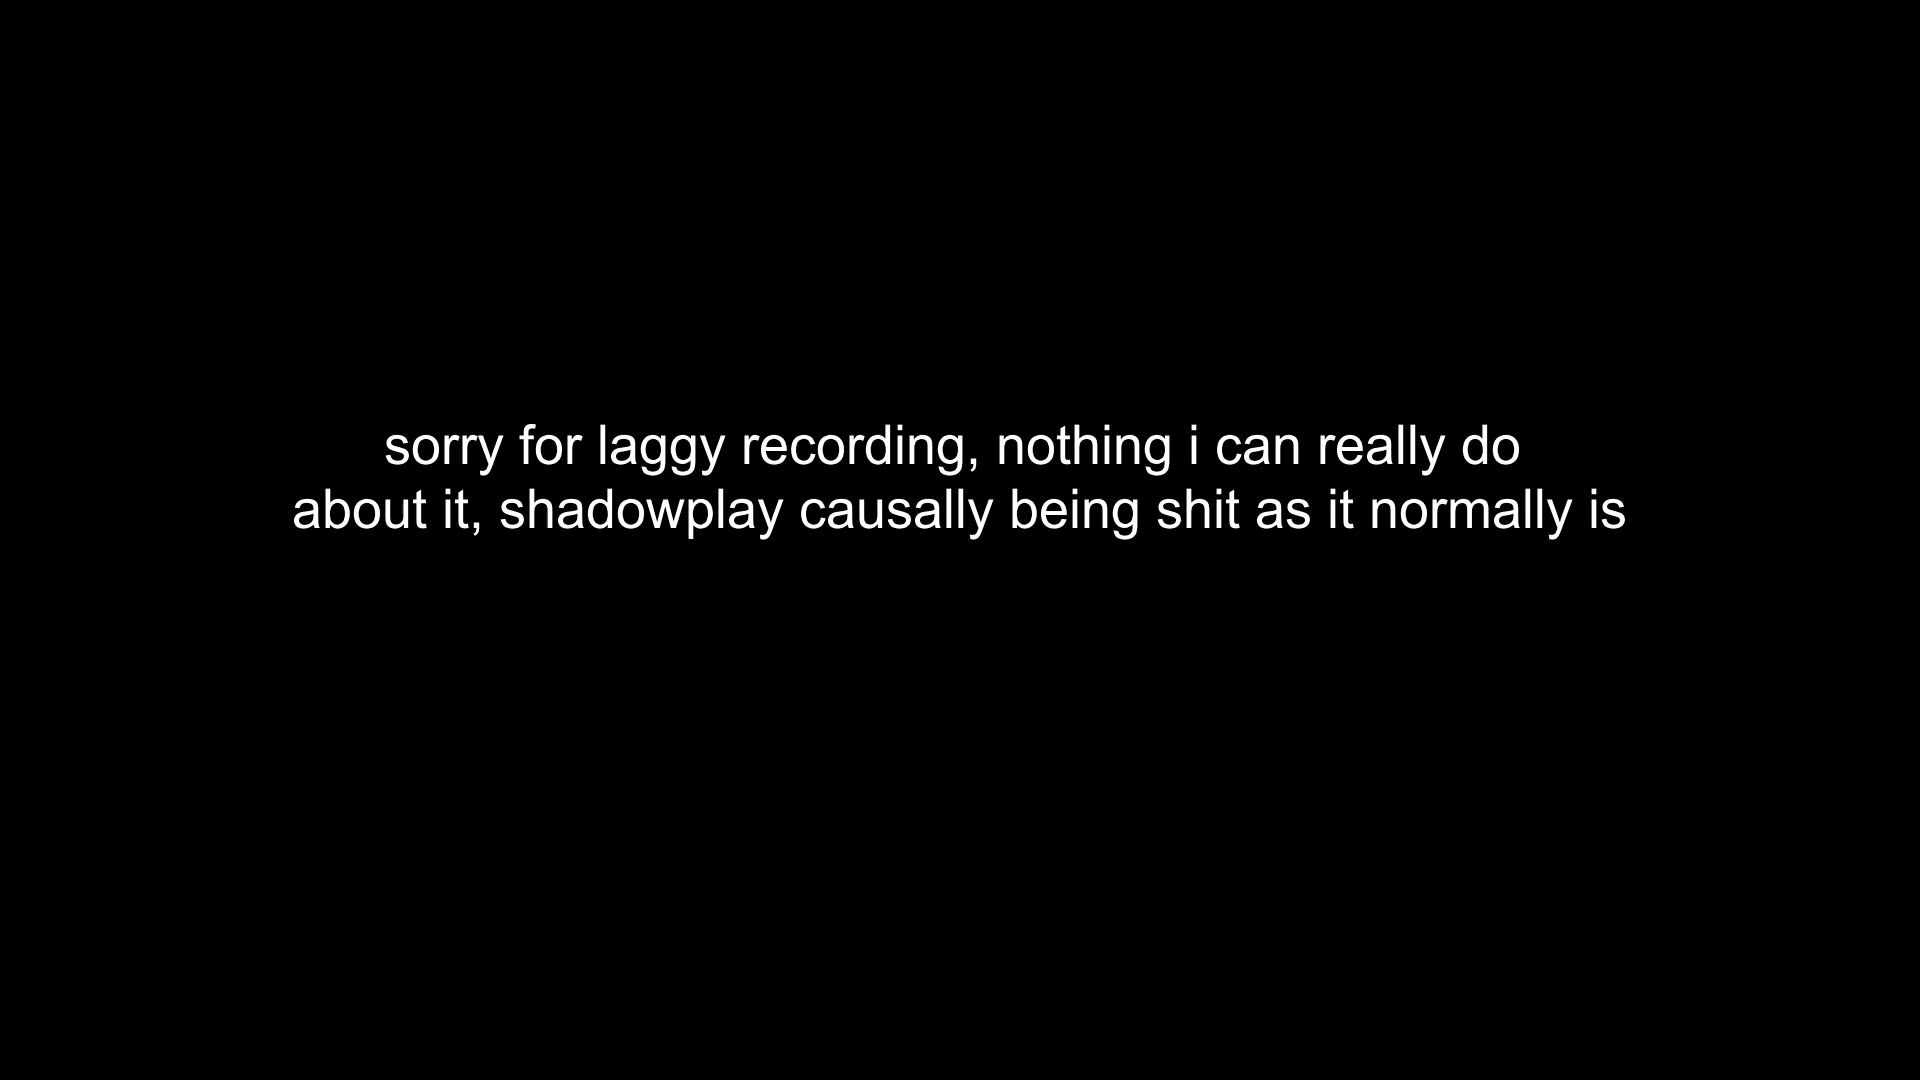 sorry for laggy recording, nothing i can really do
about it, shadowplay causally being shit as it normally is